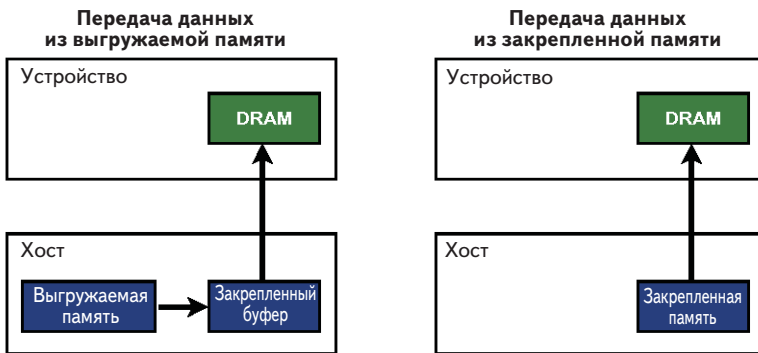 Передача данных
из выгружаемой памяти
Устройство
DRAM
Хост
Выгружаемая
память
Закрепленный
буфер
Передача данных
из закрепленной памяти
Устройство
DRAM
Хост
Закрепленная
память